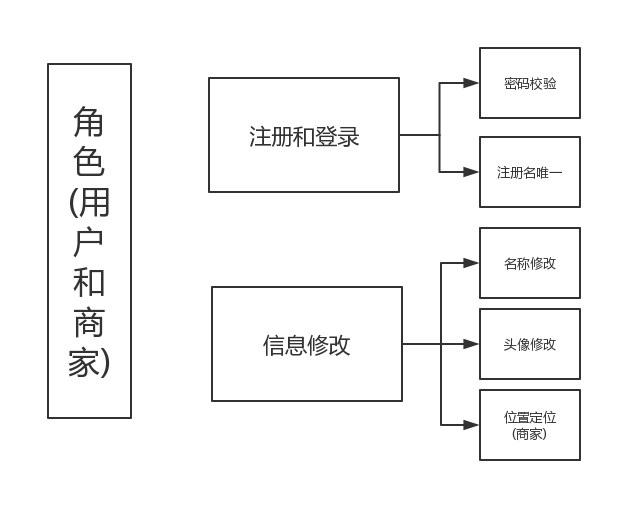 角
色
(用
户
和
商
家)
注册和登录
密码校验
注册名唯一
信息修改
名称修改
头像修改
位置定位
(商家)